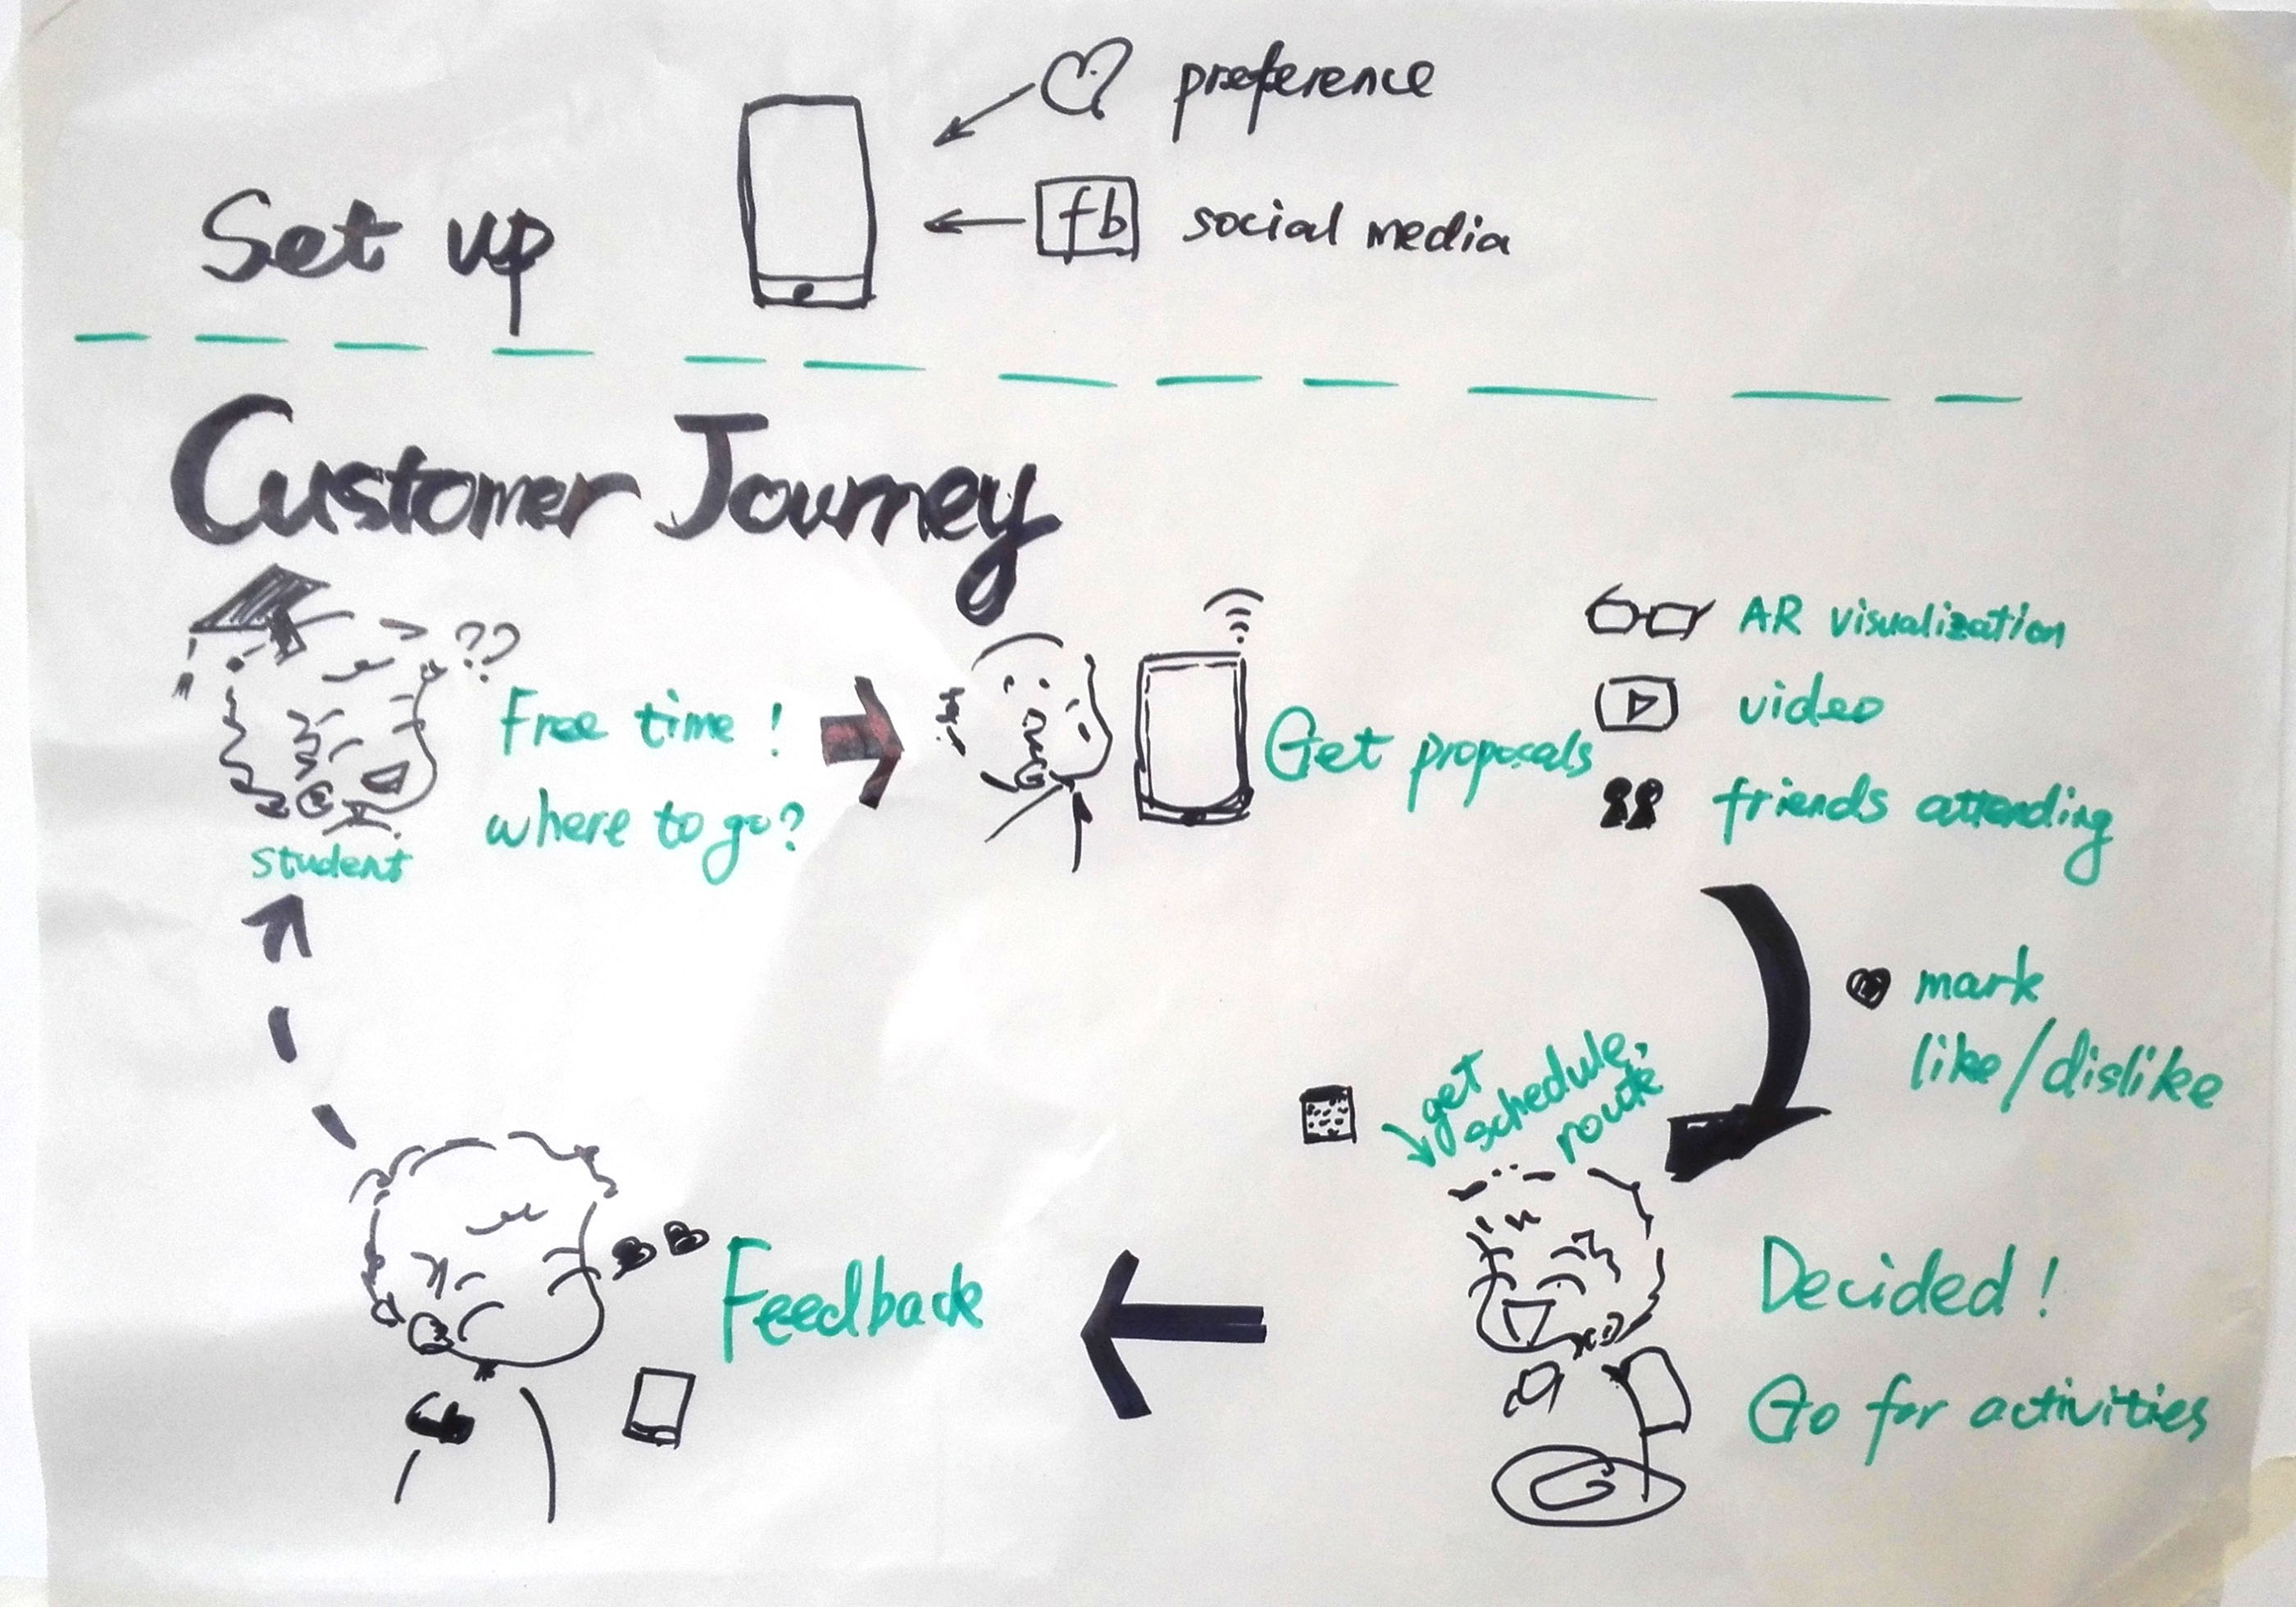 preference
fb social media
Set up
Customer Journey
??
Free time!
where to go?
student
Get proposals
AR visualization
video
friends attending
mark
like/dislike
get
schedule,
route
Decided!
Go for activities
Feedback